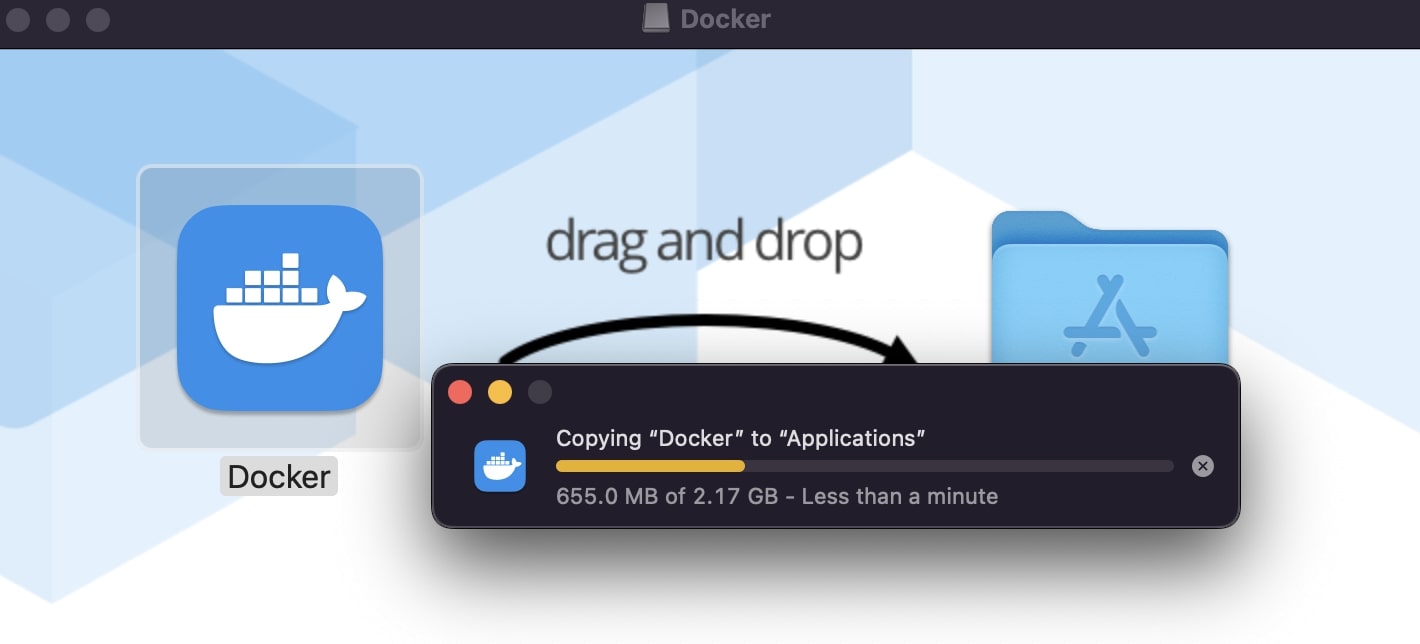 Docker
drag and drop
Docker
Copying “Docker” to “Applications”
655.0 MB of 2.17 GB - Less than a minute